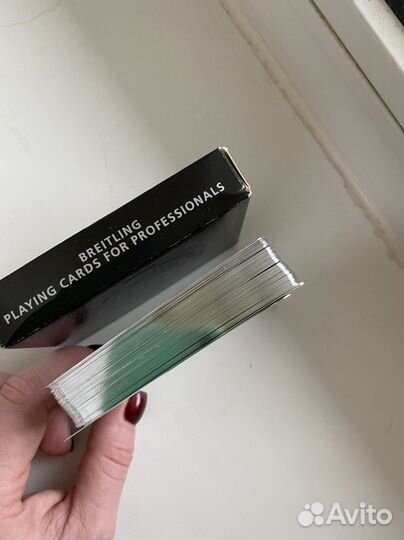 BREITLING
PLAYING CARDS FOR PROFESSIONALS
Avito